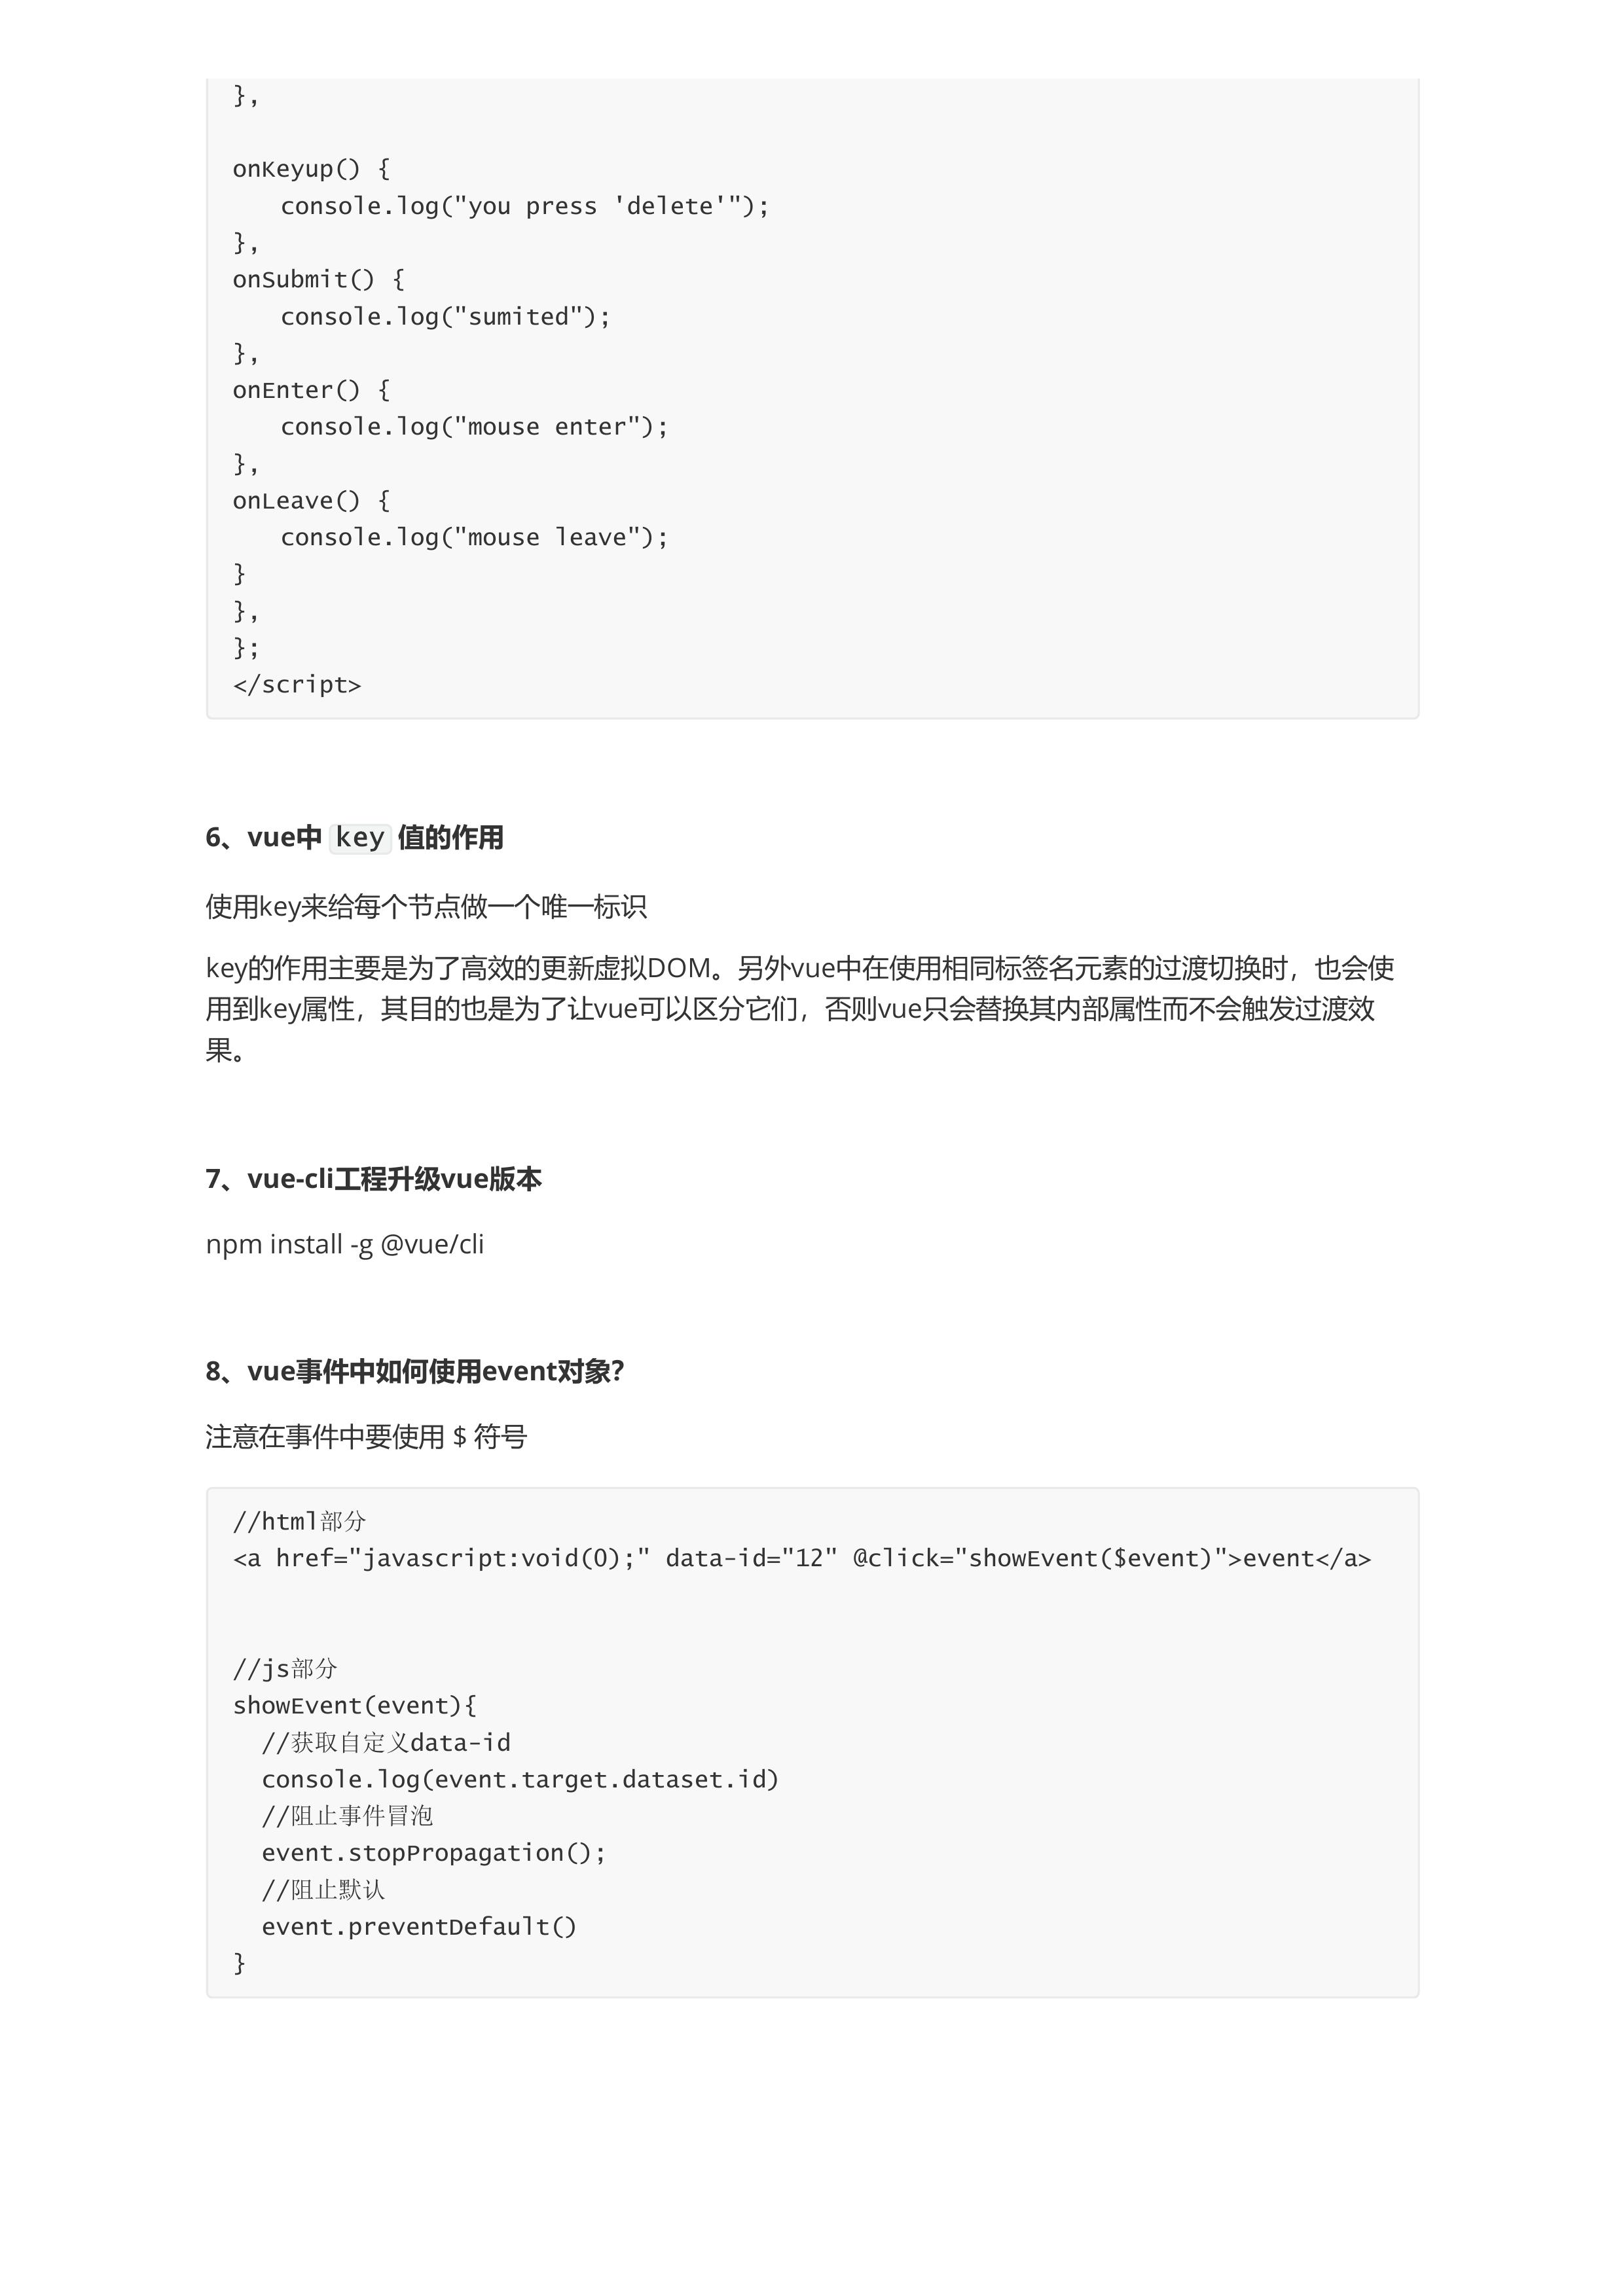 },
onKeyup() {
console.log("you press 'delete'");
},
onSubmit() {
console.log("sumited");
},
onEnter() {
console.log("mouse enter");
},
onLeave() {
console.log("mouse leave");
}
},
};
</script>
6、vue中 key 值的作用
使用key来给每个节点做一个唯一标识
key的作用主要是为了高效的更新虚拟DOM。另外vue中在使用相同标签名元素的过渡切换时，也会使
用到key属性，其目的也是为了让vue可以区分它们，否则vue只会替换其内部属性而不会触发过渡效
果。
7、vue-cli工程升级vue版本
npm install -g @vue/cli
8、vue事件中如何使用event对象？
注意在事件中要使用 $ 符号
//html部分
<a href="javascript:void(0);" data-id="12" @click="showEvent($event)">event</a>
//js部分
showEvent(event){
//获取自定义data-id
console.log(event.target.dataset.id)
//阻止事件冒泡
event.stopPropagation();
//阻止默认
event.preventDefault()
}